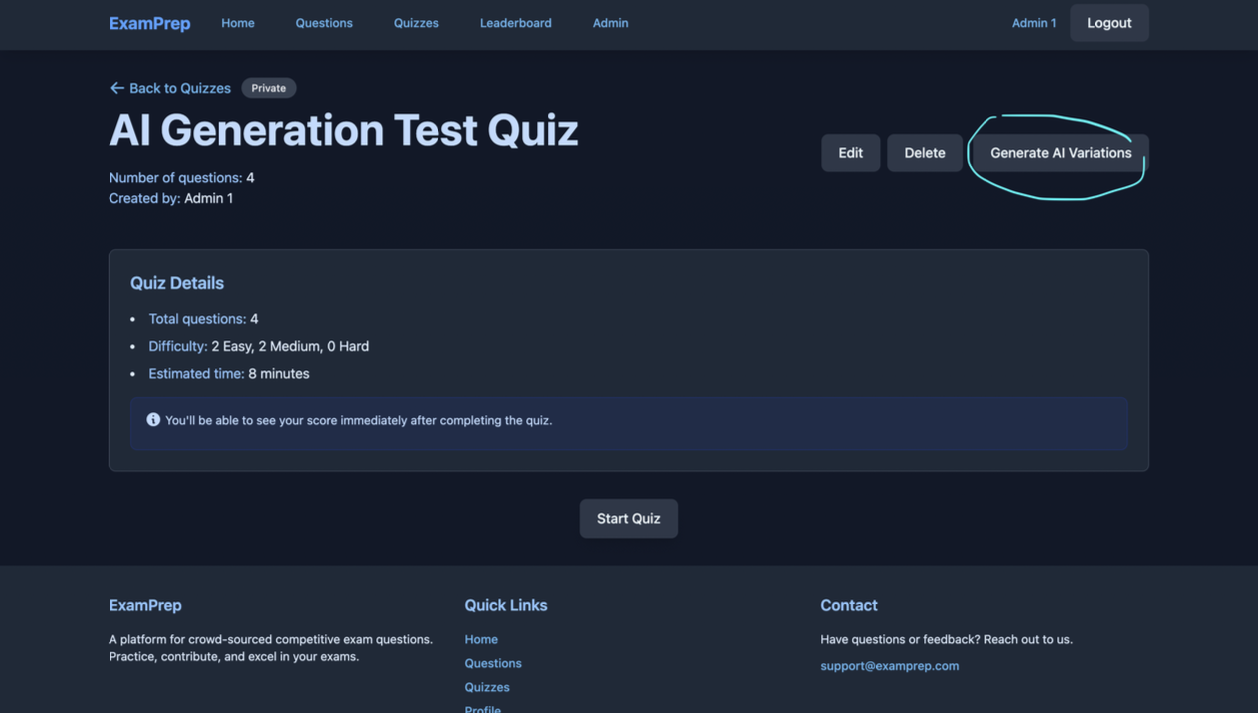 ExamPrep Home Questions Quizzes Leaderboard Admin Admin 1 Logout
← Back to Quizzes Private
AI Generation Test Quiz
Edit Delete Generate AI Variations
Number of questions: 4
Created by: Admin 1
Quiz Details
• Total questions: 4
• Difficulty: 2 Easy, 2 Medium, 0 Hard
• Estimated time: 8 minutes
You'll be able to see your score immediately after completing the quiz.
Start Quiz
ExamPrep
A platform for crowd-sourced competitive exam questions.
Practice, contribute, and excel in your exams.
Quick Links
Home
Questions
Quizzes
Profile
Contact
Have questions or feedback? Reach out to us.
support@examprep.com